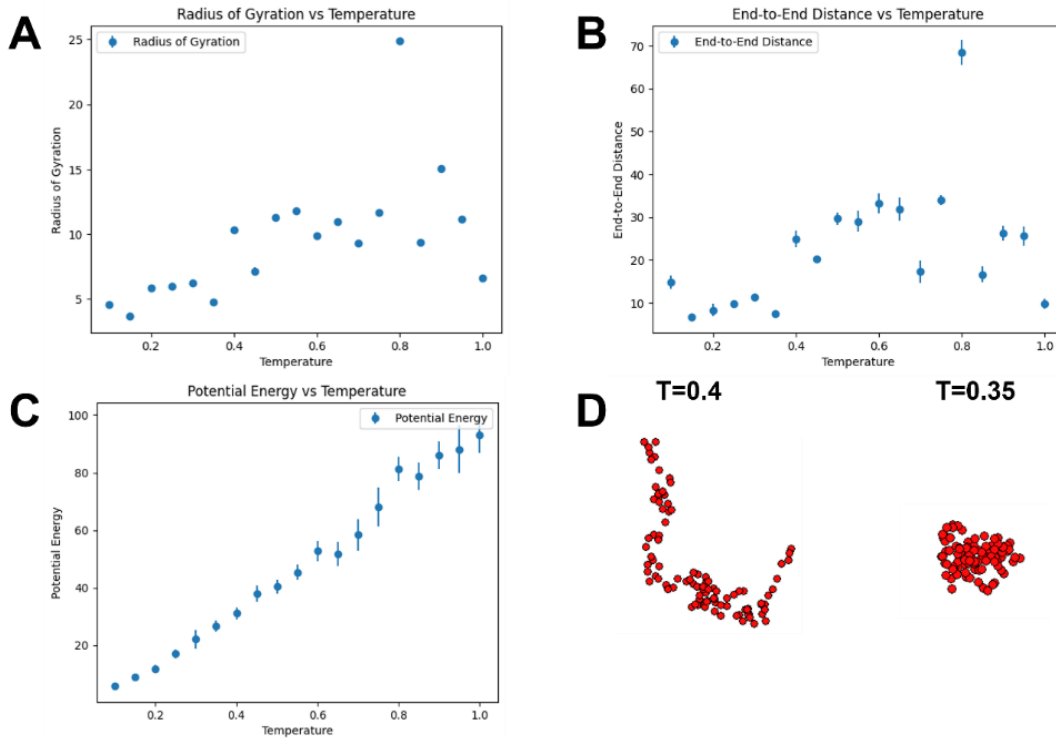 A
Radius of Gyration vs Temperature
Radius of Gyration
25
20
15
10
5
Radius of Gyration
0.2 0.4 0.6 0.8 1.0
Temperature
B
End-to-End Distance vs Temperature
End-to-End Distance
70
60
50
40
30
20
10
End-to-End Distance
0.2 0.4 0.6 0.8 1.0
Temperature
C
Potential Energy vs Temperature
Potential Energy
100
80
60
40
20
Potential Energy
0.2 0.4 0.6 0.8 1.0
Temperature
D
T=0.4
T=0.35